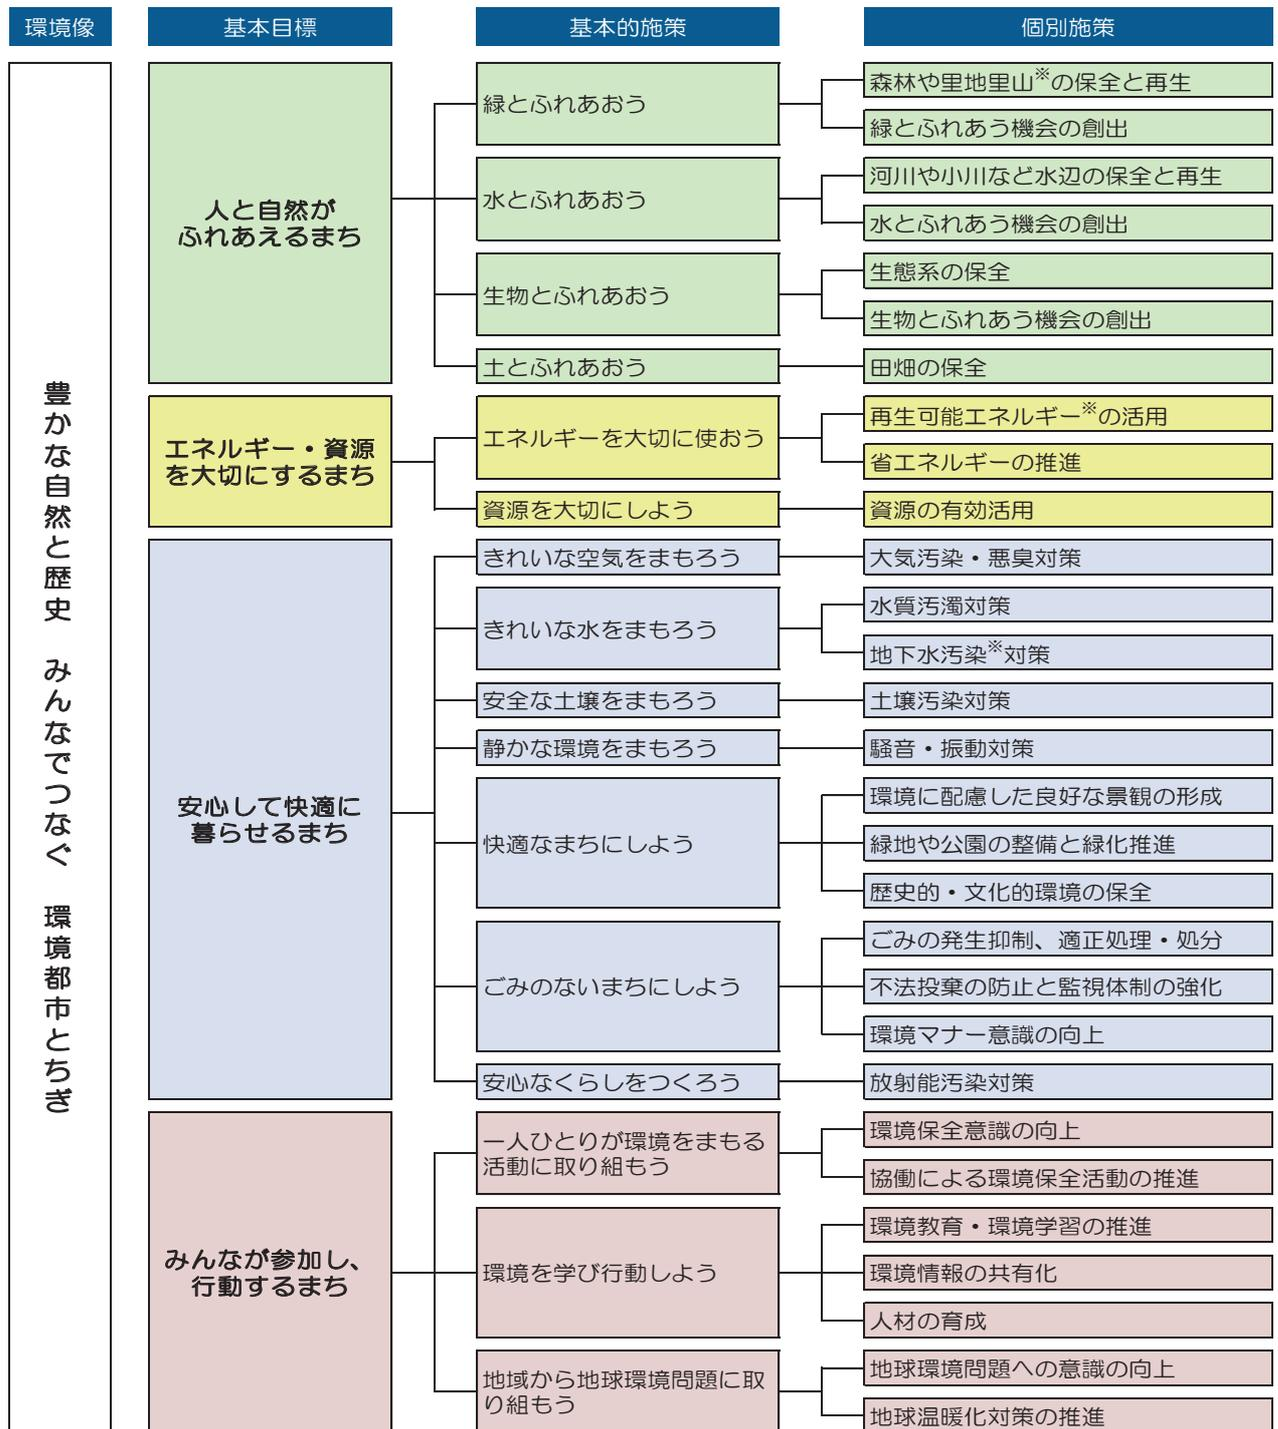 環境像
基本目標
基本的施策
個別施策
豊かな自然と歴史　みんなでつなぐ　環境都市とちぎ
人と自然が
ふれあえるまち
緑とふれあおう
森林や里地里山※の保全と再生
緑とふれあう機会の創出
水とふれあおう
河川や小川など水辺の保全と再生
水とふれあう機会の創出
生物とふれあおう
生態系の保全
生物とふれあう機会の創出
土とふれあおう
田畑の保全
エネルギー・資源
を大切にするまち
エネルギーを大切に使おう
再生可能エネルギー※の活用
省エネルギーの推進
資源を大切にしよう
資源の有効活用
安心して快適に
暮らせるまち
きれいな空気をまもろう
大気汚染・悪臭対策
きれいな水をまもろう
水質汚濁対策
地下水汚染※対策
安全な土壌をまもろう
土壌汚染対策
静かな環境をまもろう
騒音・振動対策
快適なまちにしよう
環境に配慮した良好な景観の形成
緑地や公園の整備と緑化推進
歴史的・文化的環境の保全
ごみのないまちにしよう
ごみの発生抑制、適正処理・処分
不法投棄の防止と監視体制の強化
環境マナー意識の向上
安心なくらしをつくろう
放射能汚染対策
みんなが参加し、
行動するまち
一人ひとりが環境をまもる
活動に取り組もう
環境保全意識の向上
協働による環境保全活動の推進
環境を学び行動しよう
環境教育・環境学習の推進
環境情報の共有化
人材の育成
地域から地球環境問題に取
り組もう
地球環境問題への意識の向上
地球温暖化対策の推進